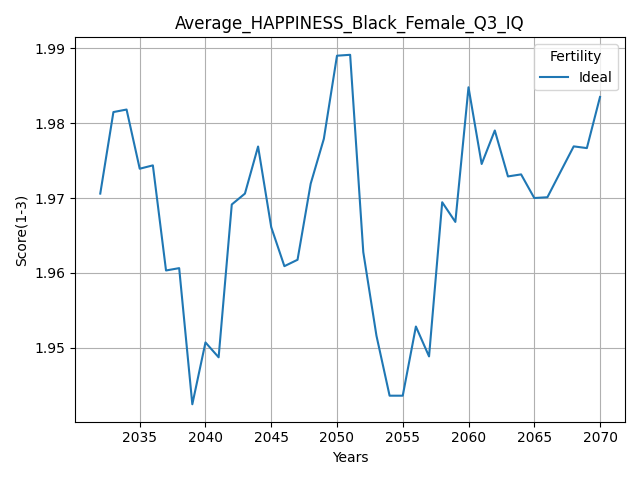 Average_HAPPINESS_Black_Female_Q3_IQ
Fertility
Ideal
Score(1-3)
1.99
1.98
1.97
1.96
1.95
2035 2040 2045 2050 2055 2060 2065 2070
Years